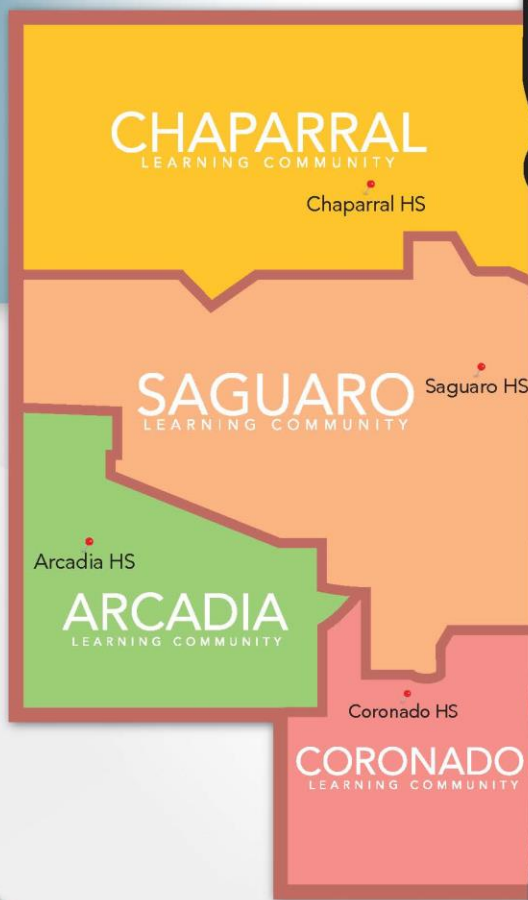 CHAPARRAL
LEARNING COMMUNITY
Chaparral HS
SAGUARO
LEARNING COMMUNITY
Saguaro HS
Arcadia HS
ARCADIA
LEARNING COMMUNITY
Coronado HS
CORONADO
LEARNING COMMUNITY